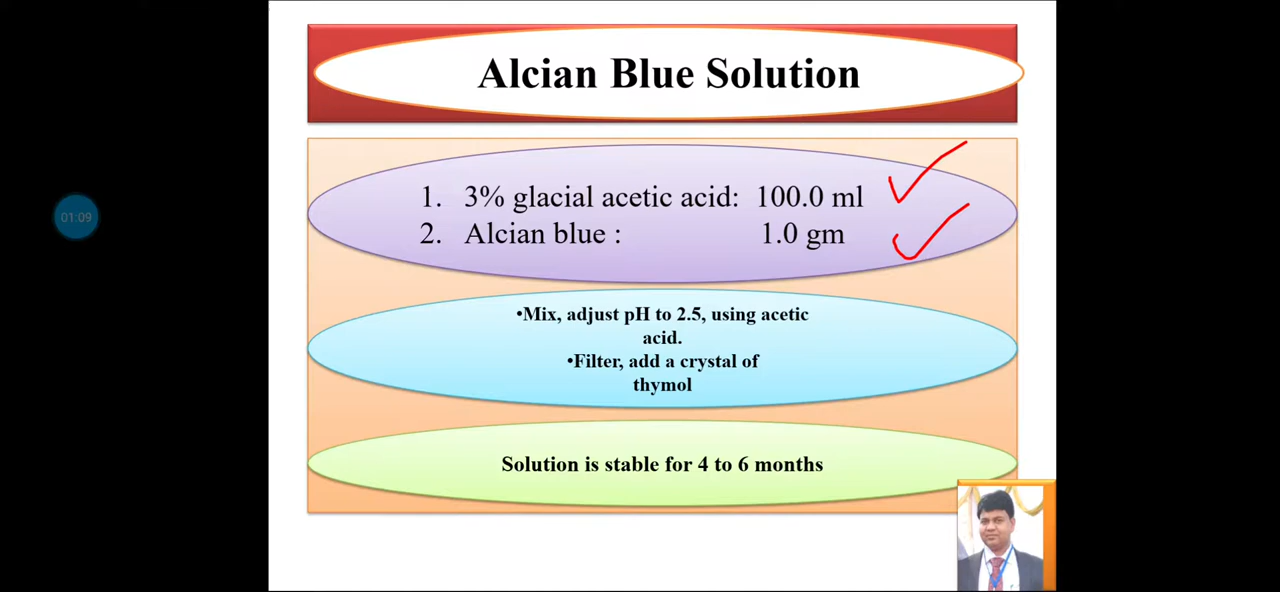 Alcian Blue Solution
1. 3% glacial acetic acid: 100.0 ml
2. Alcian blue : 1.0 gm
•Mix, adjust pH to 2.5, using acetic
acid.
•Filter, add a crystal of
thymol
Solution is stable for 4 to 6 months
01:09